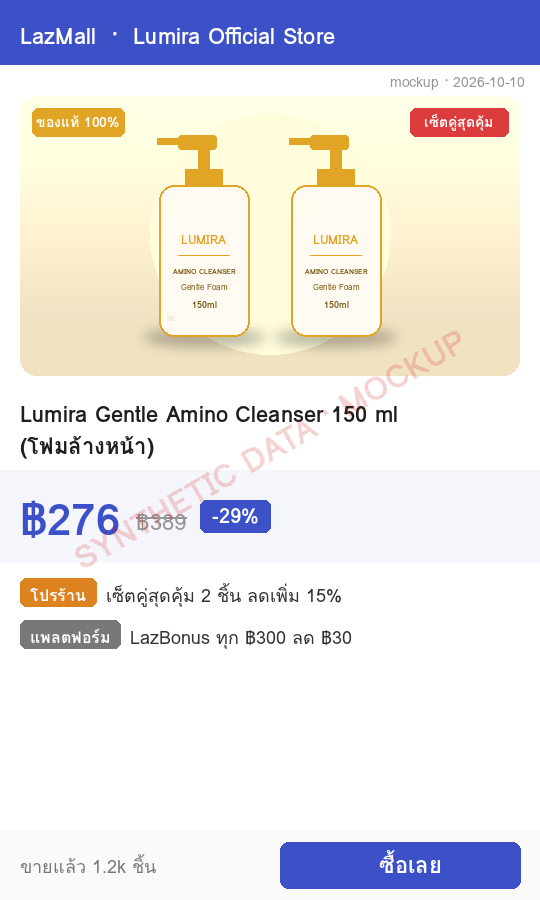 LazMall · Lumira Official Store
mockup · 2026-10-10
ของแท้ 100%
เซ็ตคู่สุดคุ้ม
LUMIRA
AMINO CLEANSER
Gentle Foam
150ml
LUMIRA
AMINO CLEANSER
Gentle Foam
150ml
SYNTHETIC DATA · MOCKUP
Lumira Gentle Amino Cleanser 150 ml
(โฟมล้างหน้า)
฿276 ฿389 -29%
โปรร้าน เซ็ตคู่สุดคุ้ม 2 ชิ้น ลดเพิ่ม 15%
แพลตฟอร์ม LazBonus ทุก ฿300 ลด ฿30
ขายแล้ว 1.2k ชิ้น
ซื้อเลย